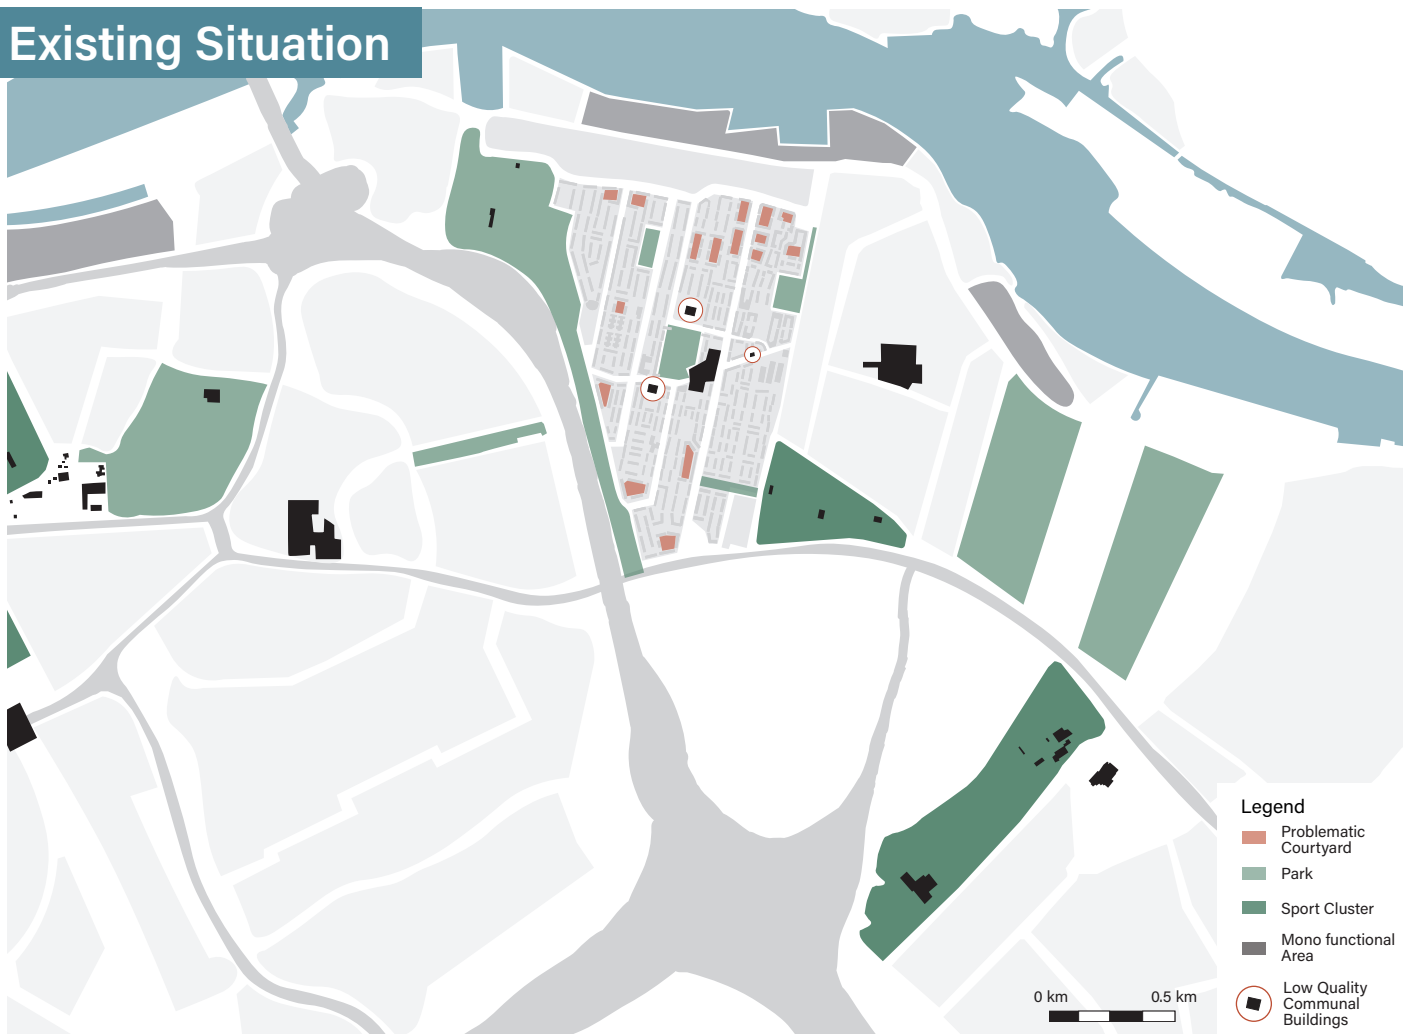 Existing Situation
Legend
Problematic
Courtyard
Park
Sport Cluster
Mono functional
Area
Low Quality
Communal
Buildings
0 km 0.5 km